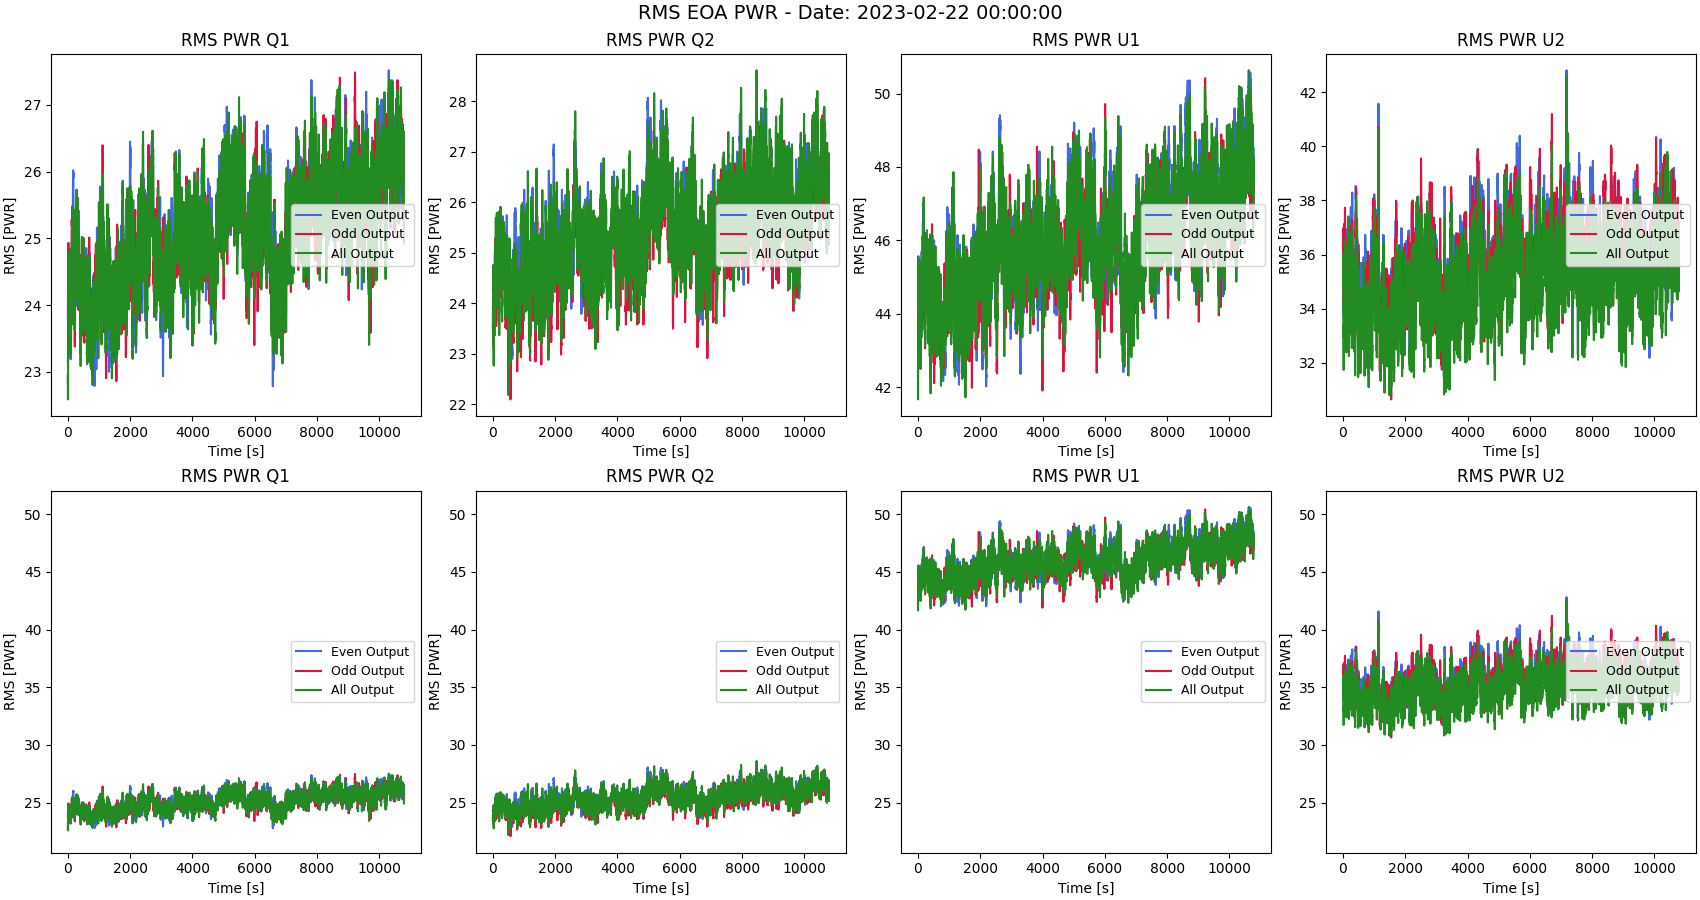 RMS EOA PWR - Date: 2023-02-22 00:00:00
RMS PWR Q1
RMS [PWR]
27
26
25
24
23
0 2000 4000 6000 8000 10000
Time [s]
Even Output
Odd Output
All Output
RMS PWR Q2
RMS [PWR]
28
27
26
25
24
23
22
0 2000 4000 6000 8000 10000
Time [s]
Even Output
Odd Output
All Output
RMS PWR U1
RMS [PWR]
50
48
46
44
42
0 2000 4000 6000 8000 10000
Time [s]
Even Output
Odd Output
All Output
RMS PWR U2
RMS [PWR]
42
40
38
36
34
32
0 2000 4000 6000 8000 10000
Time [s]
Even Output
Odd Output
All Output
RMS PWR Q1
RMS [PWR]
50
45
40
35
30
25
0 2000 4000 6000 8000 10000
Time [s]
Even Output
Odd Output
All Output
RMS PWR Q2
RMS [PWR]
50
45
40
35
30
25
0 2000 4000 6000 8000 10000
Time [s]
Even Output
Odd Output
All Output
RMS PWR U1
RMS [PWR]
50
45
40
35
30
25
0 2000 4000 6000 8000 10000
Time [s]
Even Output
Odd Output
All Output
RMS PWR U2
RMS [PWR]
50
45
40
35
30
25
0 2000 4000 6000 8000 10000
Time [s]
Even Output
Odd Output
All Output